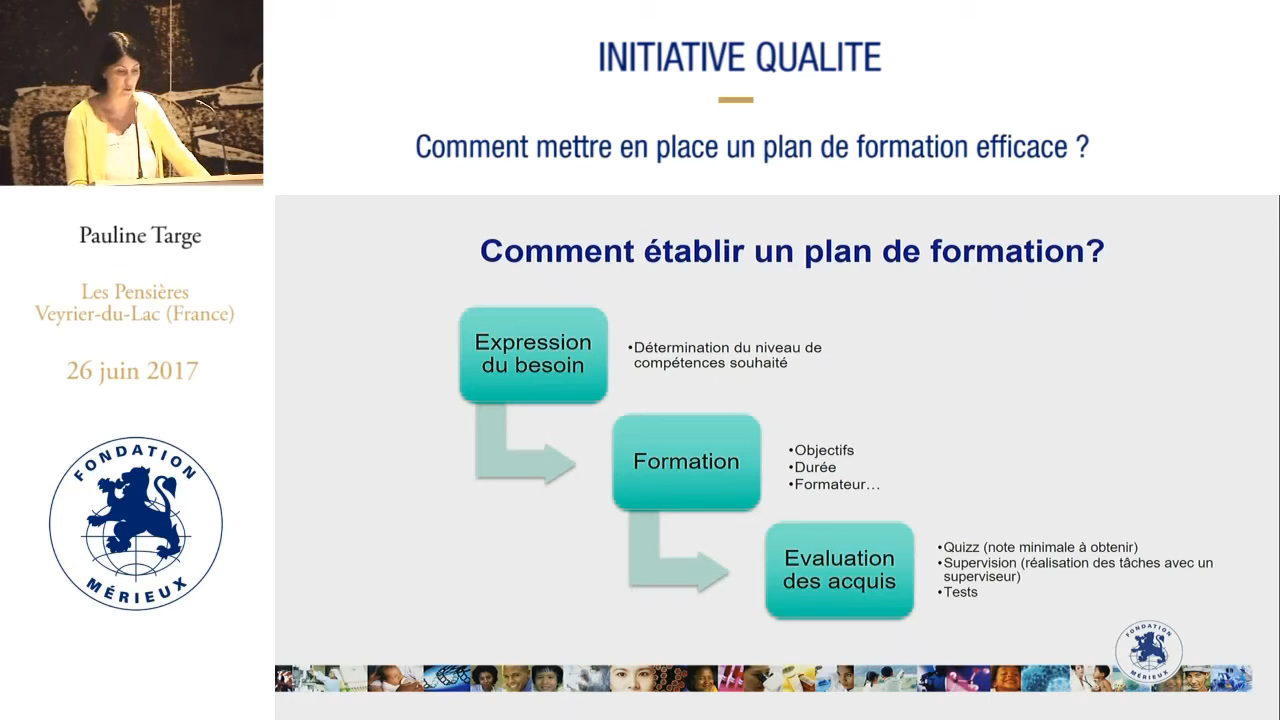 INITIATIVE QUALITE
Comment mettre en place un plan de formation efficace ?
Pauline Targe
Les Pensières
Veyrier-du-Lac (France)
26 juin 2017
FONDATION
MÉRIEUX
Comment établir un plan de formation?
Expression
du besoin
•Détermination du niveau de
compétences souhaité
Formation
•Objectifs
•Durée
•Formateur…
Evaluation
des acquis
•Quizz (note minimale à obtenir)
•Supervision (réalisation des tâches avec un
superviseur)
•Tests
FONDATION
MÉRIEUX